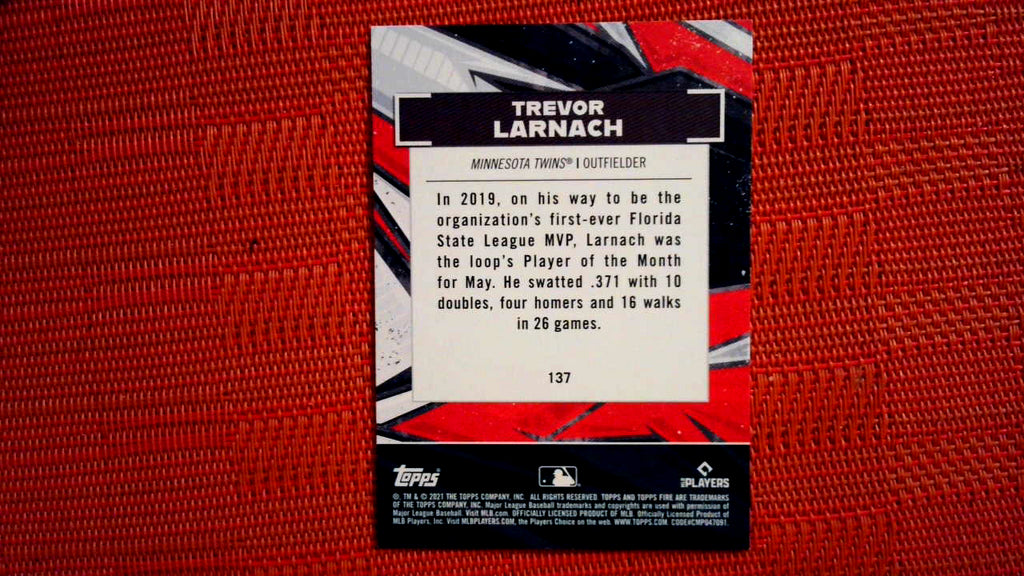 TREVOR
LARNACH
MINNESOTA TWINS® | OUTFIELDER
In 2019, on his way to be the
organization's first-ever Florida
State League MVP, Larnach was
the loop's Player of the Month
for May. He swatted .371 with 10
doubles, four homers and 16 walks
in 26 games.
137
topps®
MLB PLAYERS
®, TM & © 2021 THE TOPPS COMPANY, INC. ALL RIGHTS RESERVED. TOPPS AND TOPPS FIRE ARE TRADEMARKS
OF THE TOPPS COMPANY, INC. Major League Baseball trademarks and copyrights are used with permission of
Major League Baseball. Visit MLB.com. OFFICIALLY LICENSED PRODUCT OF MLB. Officially Licensed Product of
MLB Players, Inc. Visit MLBPLAYERS.COM, the Players Choice on the web. WWW.TOPPS.COM. CODE#CMP047091.